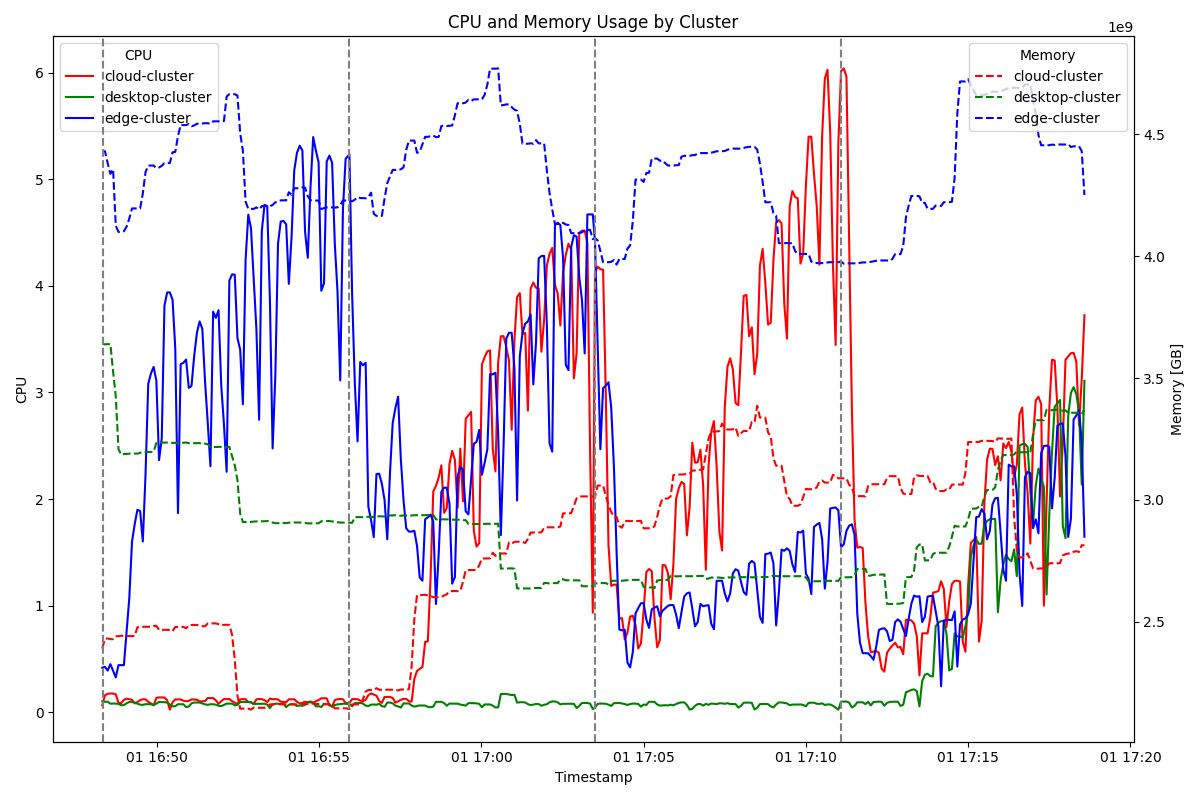 CPU and Memory Usage by Cluster
1e9
CPU
cloud-cluster
desktop-cluster
edge-cluster
Memory
cloud-cluster
desktop-cluster
edge-cluster
6
5
4
3
2
1
0
CPU
4.5
4.0
3.5
3.0
2.5
Memory [GB]
01 16:50
01 16:55
01 17:00
01 17:05
01 17:10
01 17:15
01 17:20
Timestamp